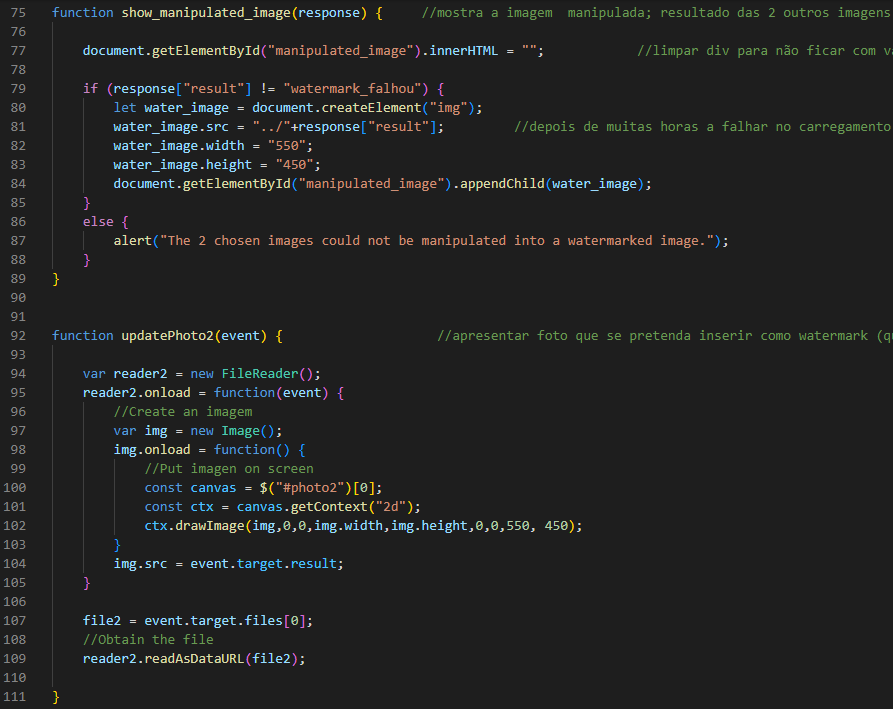 75 function show_manipulated_image(response) { //mostra a imagem  manipulada; resultado das 2 outros imagens
76
77 document.getElementById("manipulated_image").innerHTML = ""; //limpar div para não ficar com
78
79 if (response["result"] != "watermark_falhou") {
80 let water_image = document.createElement("img");
81 water_image.src = "../"+response["result"]; //depois de muitas horas a falhar no carregamento
82 water_image.width = "550";
83 water_image.height = "450";
84 document.getElementById("manipulated_image").appendChild(water_image);
85 }
86 else {
87 alert("The 2 chosen images could not be manipulated into a watermarked image.");
88 }
89 }
90
91
92 function updatePhoto2(event) { //apresentar foto que se pretenda inserir como watermark
93
94 var reader2 = new FileReader();
95 reader2.onload = function(event) {
96 //Create an imagem
97 var img = new Image();
98 img.onload = function() {
99 //Put imagen on screen
100 const canvas = $("#photo2")[0];
101 const ctx = canvas.getContext("2d");
102 ctx.drawImage(img,0,0,img.width,img.height,0,0,550, 450);
103 }
104 img.src = event.target.result;
105 }
106
107 file2 = event.target.files[0];
108 //Obtain the file
109 reader2.readAsDataURL(file2);
110
111 }